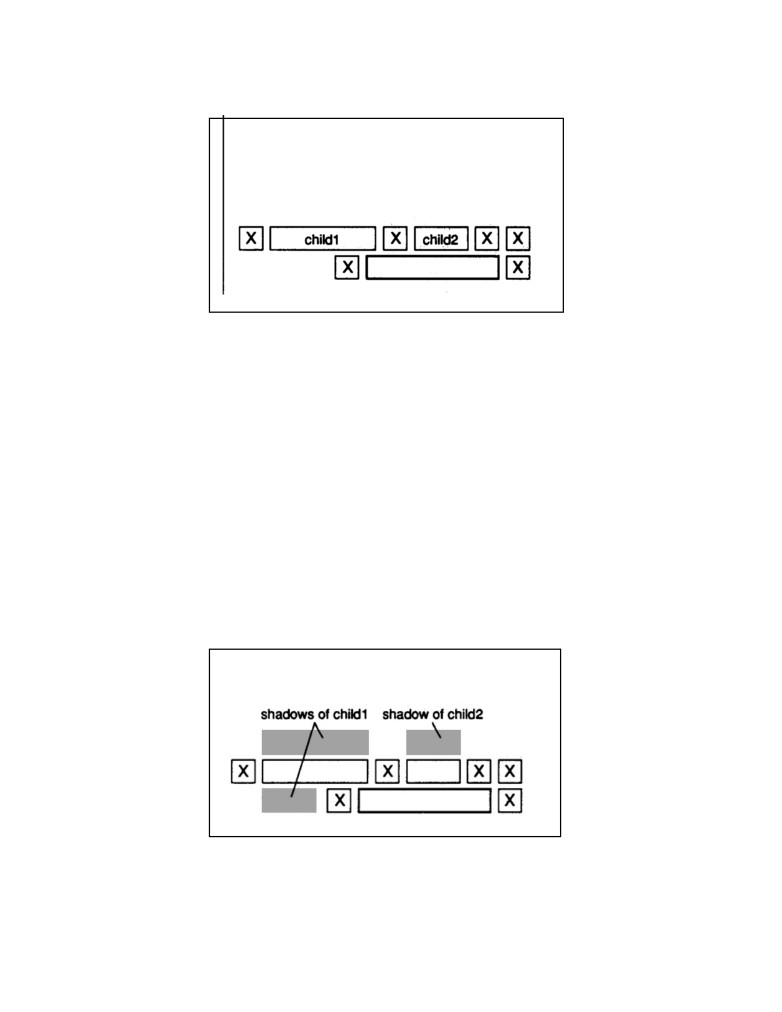 X child1 X child2 X X
X X
shadows of child1 shadow of child2
X X X X
X X